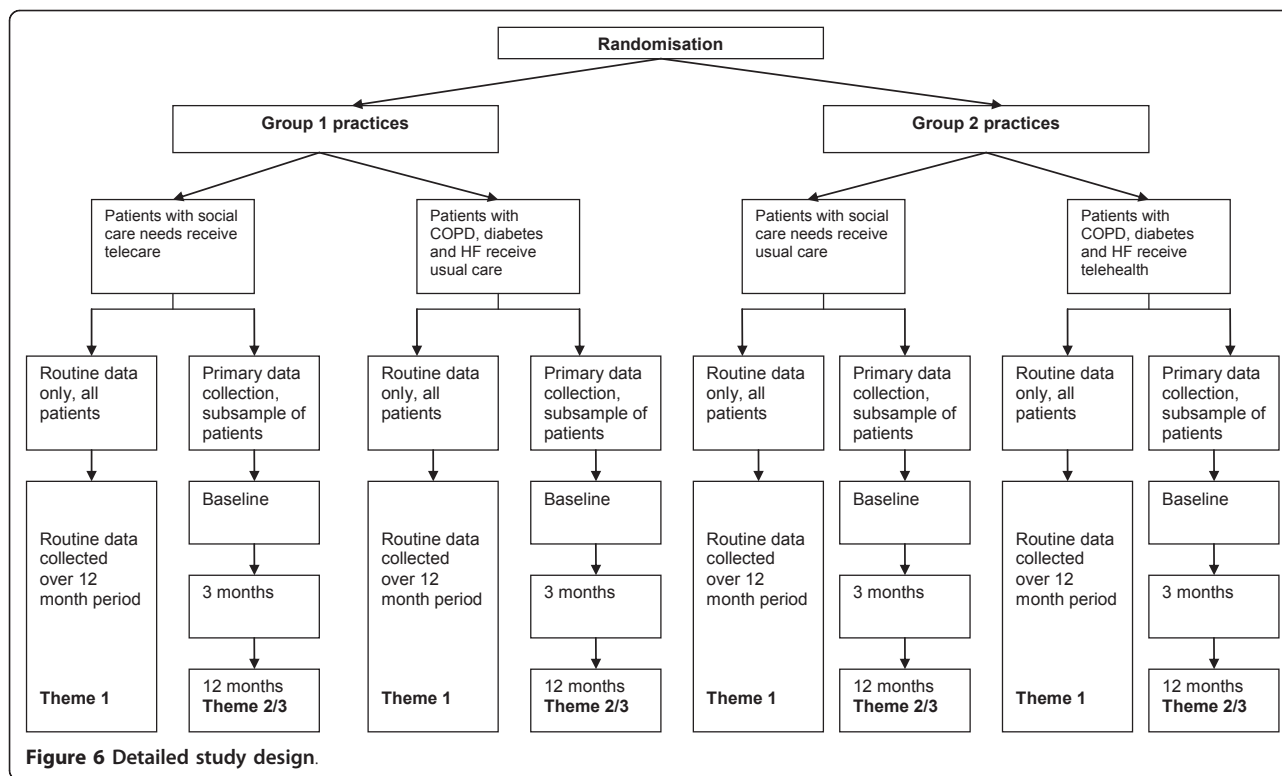 Randomisation
Group 1 practices
Group 2 practices
Patients with social
care needs receive
telecare
Patients with
COPD, diabetes
and HF receive
usual care
Patients with social
care needs receive
usual care
Patients with
COPD, diabetes
and HF receive
telehealth
Routine data
only, all
patients
Primary data
collection,
subsample of
patients
Routine data
only, all
patients
Primary data
collection,
subsample of
patients
Routine data
only, all
patients
Primary data
collection,
subsample of
patients
Routine data
only, all
patients
Primary data
collection,
subsample of
patients
Routine data
collected
over 12
month period
Theme 1
Baseline
3 months
12 months
Theme 2/3
Routine data
collected
over 12
month period
Theme 1
Baseline
3 months
12 months
Theme 2/3
Routine data
collected
over 12
month period
Theme 1
Baseline
3 months
12 months
Theme 2/3
Routine data
collected
over 12
month period
Theme 1
Baseline
3 months
12 months
Theme 2/3
Figure 6 Detailed study design.